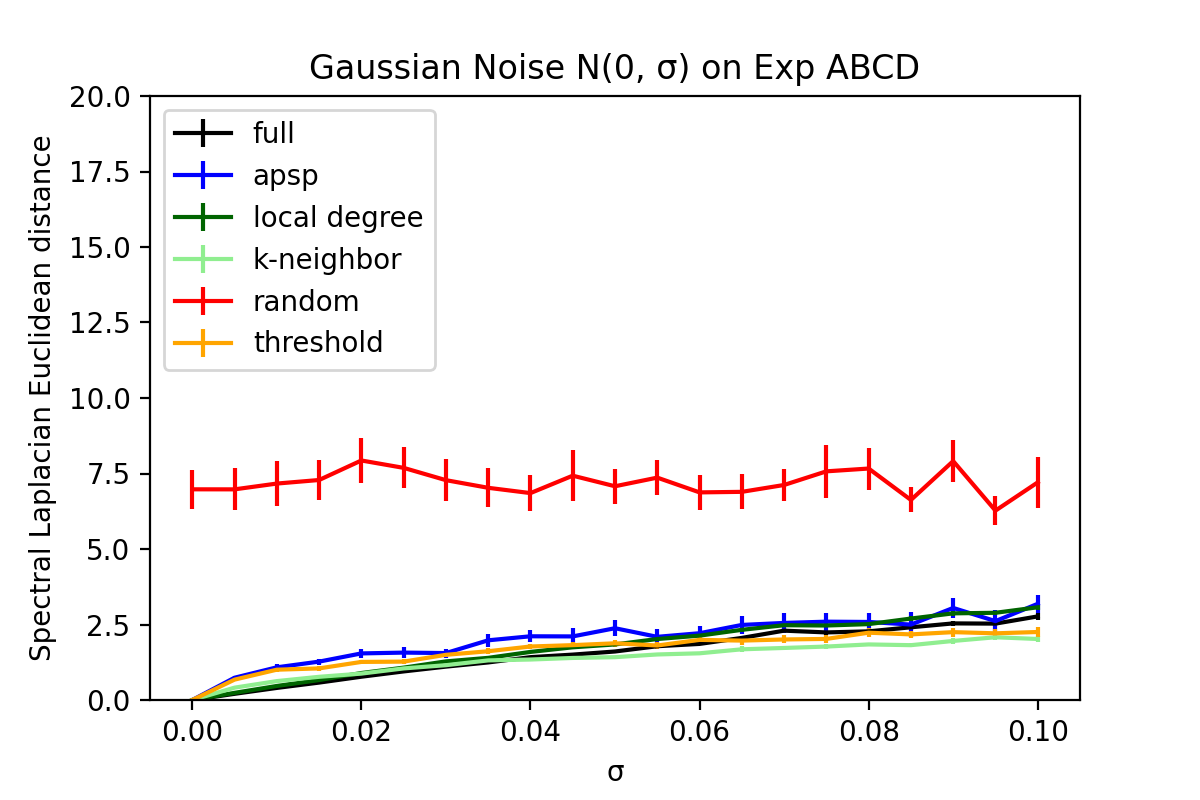 Gaussian Noise N(0, σ) on Exp ABCD
Spectral Laplacian Euclidean distance
20.0
17.5
15.0
12.5
10.0
7.5
5.0
2.5
0.0
full
apsp
local degree
k-neighbor
random
threshold
0.00 0.02 0.04 0.06 0.08 0.10
σ